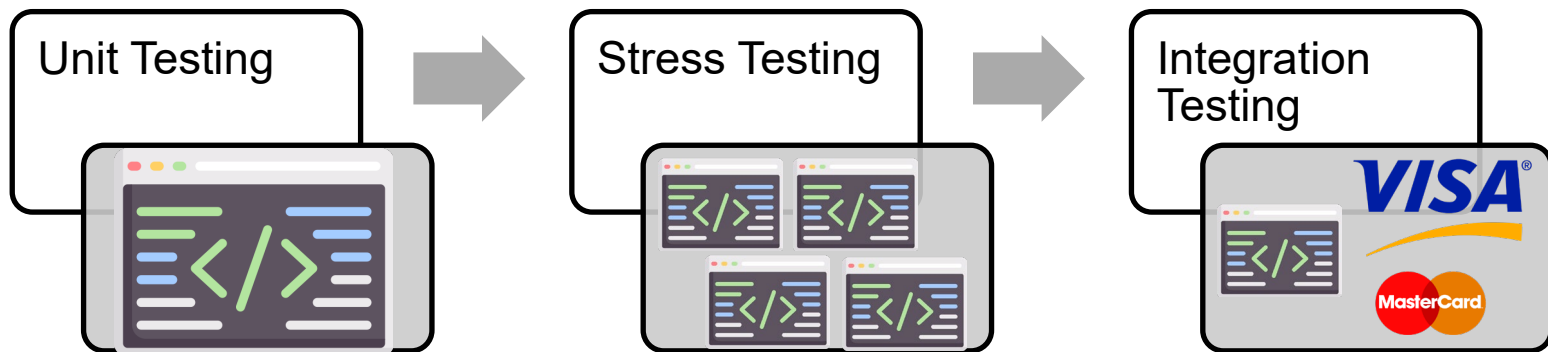 Unit Testing
Stress Testing
Integration
Testing
</>
</>
</>
</>
</>
</>
VISA®
MasterCard